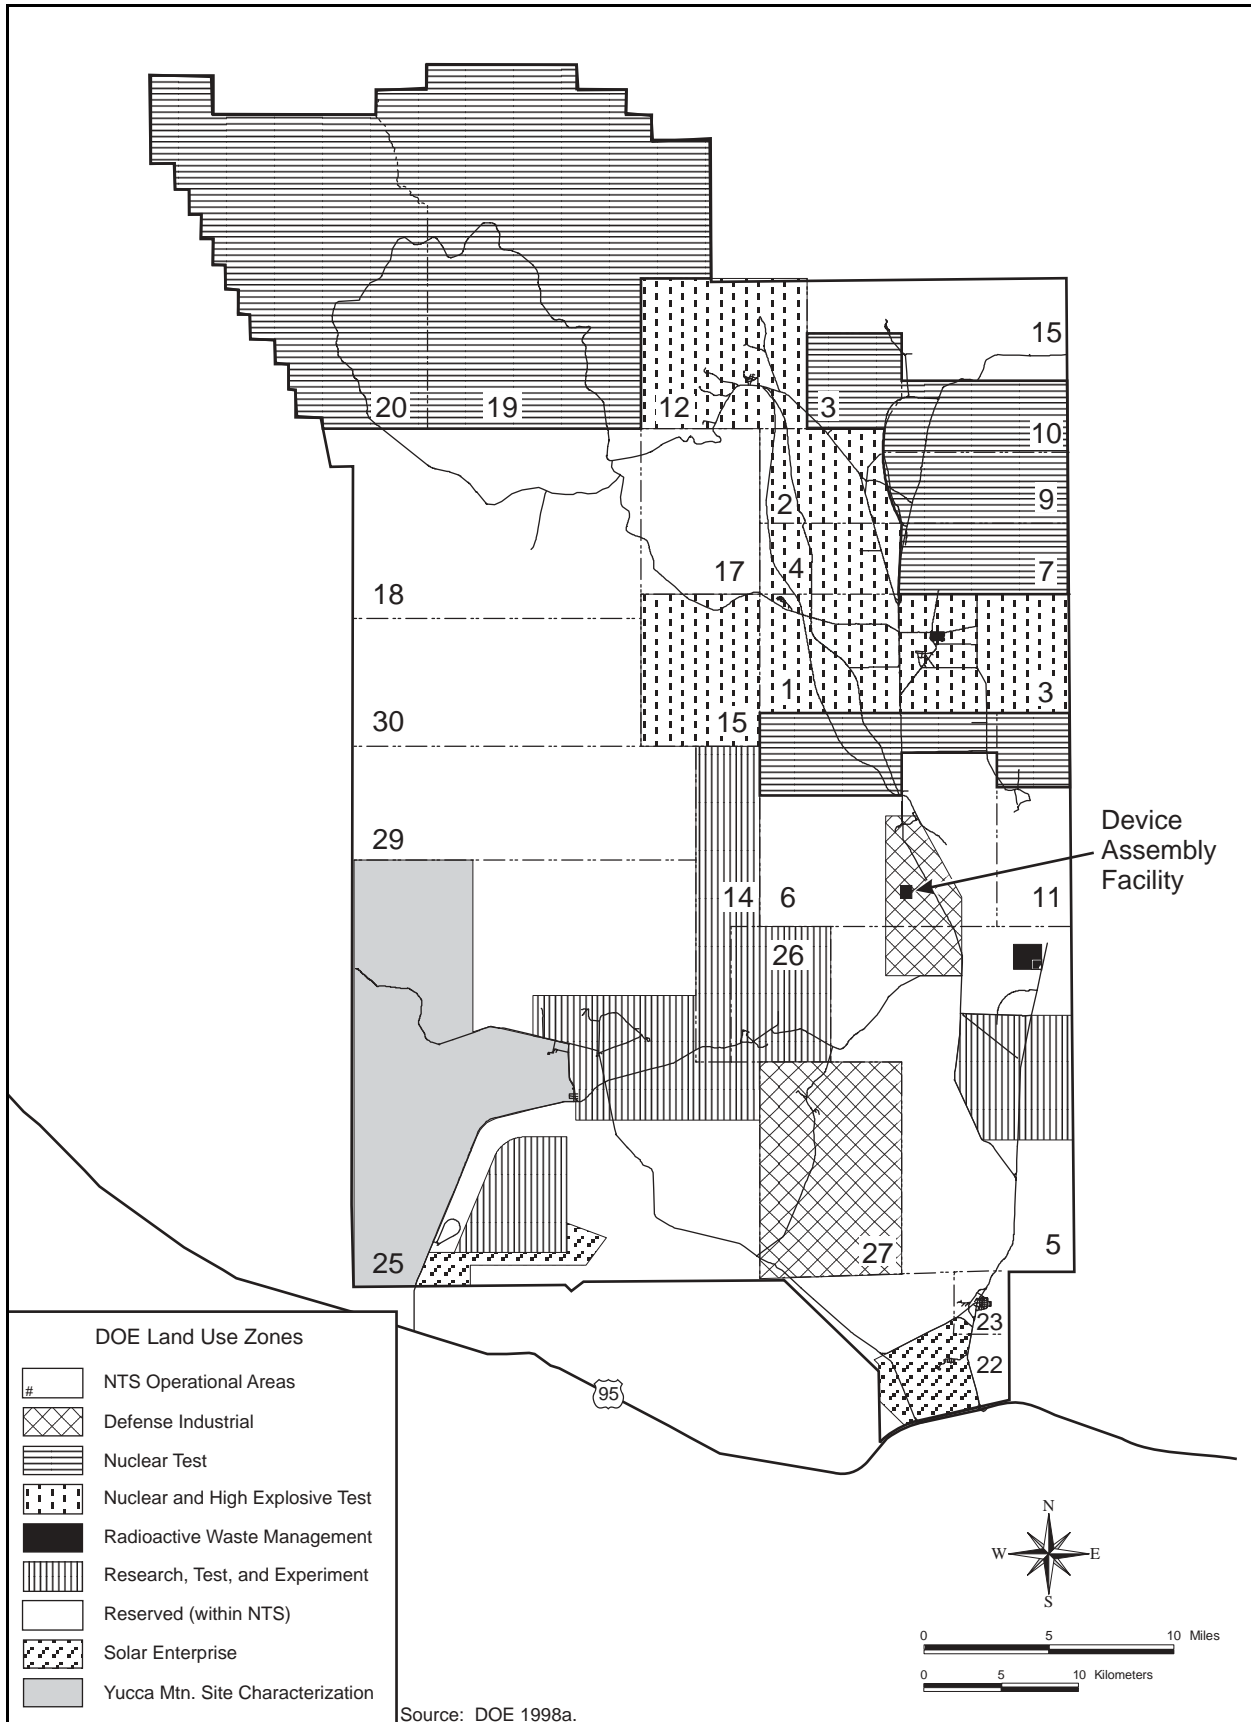 15
20
19
12
3
10
9
2
7
4
17
18
1
3
30
15
29
Device
Assembly
Facility
14
6
11
26
25
27
5
23
22
95
DOE Land Use Zones
# NTS Operational Areas
Defense Industrial
Nuclear Test
Nuclear and High Explosive Test
Radioactive Waste Management
Research, Test, and Experiment
Reserved (within NTS)
Solar Enterprise
Yucca Mtn. Site Characterization
N
W E
S
0 5 10 Miles
0 5 10 Kilometers
Source: DOE 1998a.